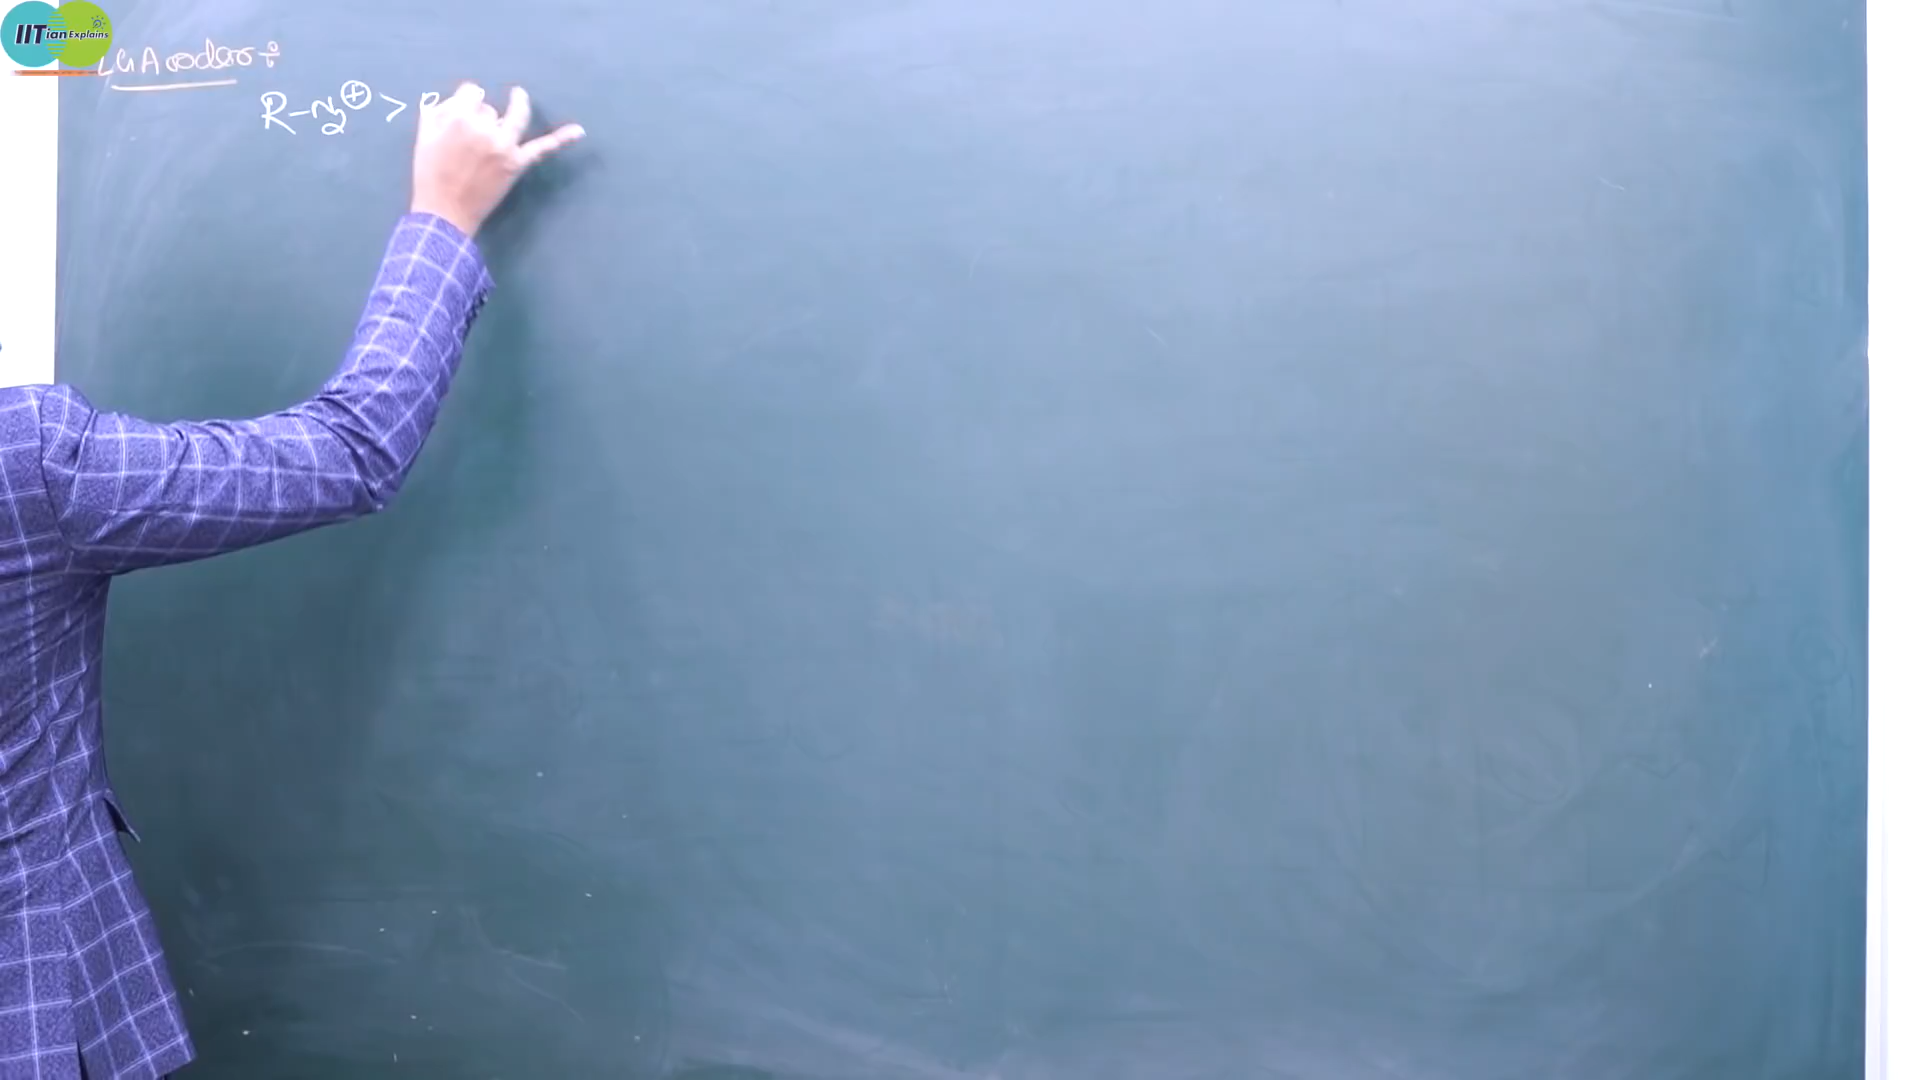 IITian Explains
LGA order ÷
R-N₂⊕ > R